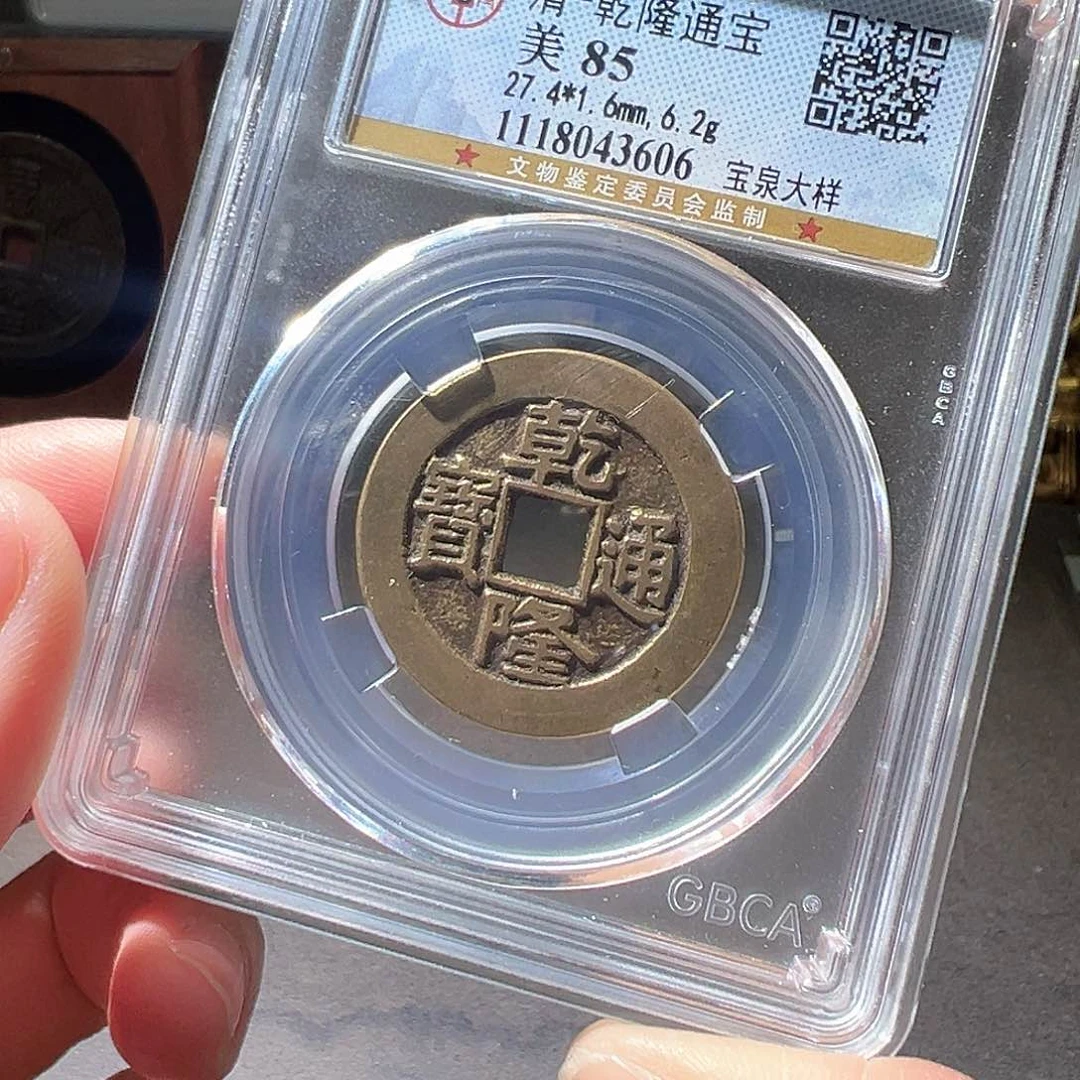 清-乾隆通宝
美 85
27.4*1.6mm,6.2g
1118043606
宝泉大样
文物鉴定委员会监制
GBCA
乾隆通寶
GBCA®